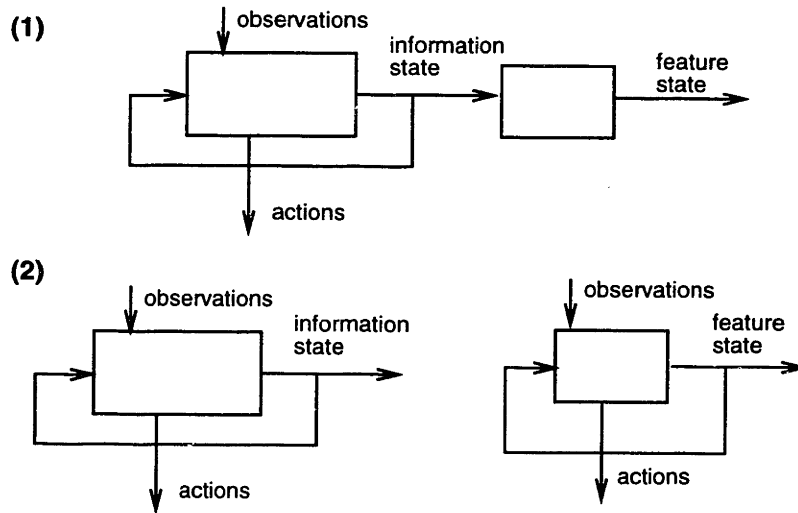 (1)
observations
information
state
feature
state
actions
(2)
observations
information
state
actions
observations
feature
state
actions